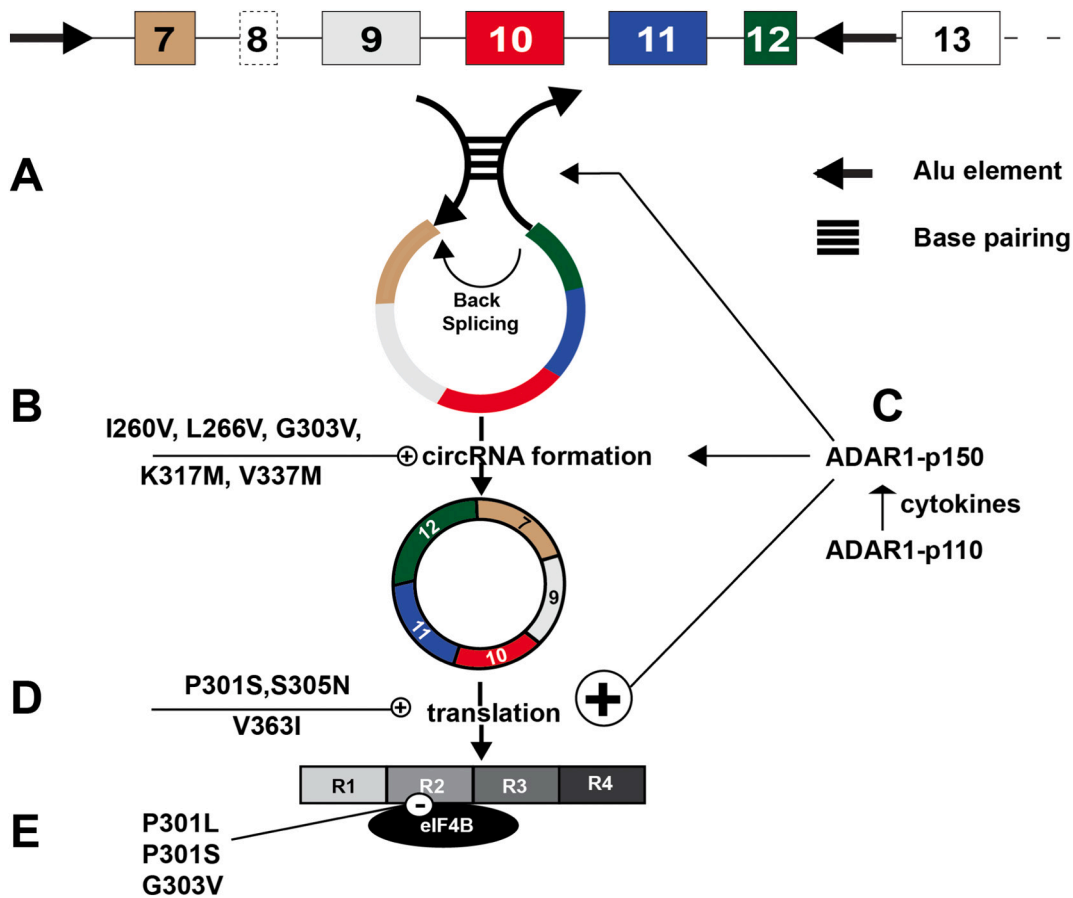 7 8 9 10 11 12 13
A
Alu element
Base pairing
Back
Splicing
B
C
I260V, L266V, G303V,
K317M, V337M
+ circRNA formation
ADAR1-p150
cytokines
ADAR1-p110
12 7
9
11
10
D
P301S,S305N
V363I
+ translation +
R1 R2 R3 R4
-
eIF4B
E
P301L
P301S
G303V